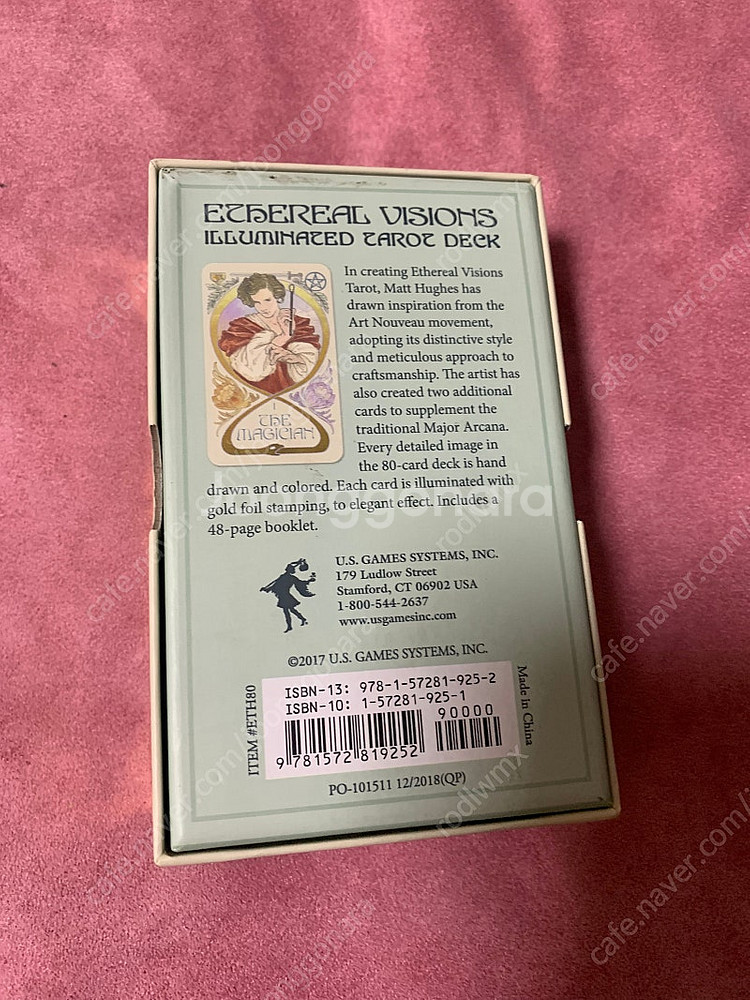 ETHEREAL VISIONS
ILLUMINATED TAROT DECK
In creating Ethereal Visions
Tarot, Matt Hughes has
drawn inspiration from the
Art Nouveau movement,
adopting its distinctive style
and meticulous approach to
craftsmanship. The artist has
also created two additional
cards to supplement the
traditional Major Arcana.
Every detailed image in
the 80-card deck is hand
drawn and colored. Each card is illuminated with
gold foil stamping, to elegant effect. Includes a
48-page booklet.
I
THE
MAGICIAN
joonggonara
U.S. GAMES SYSTEMS, INC.
179 Ludlow Street
Stamford, CT 06902 USA
1-800-544-2637
www.usgamesinc.com
©2017 U.S. GAMES SYSTEMS, INC.
ITEM #ETH80
ISBN-13: 978-1-57281-925-2
ISBN-10: 1-57281-925-1
90000
9 781572 819252
Made in China
PO-101511 12/2018(QP)
cafe.naver.com/joonggonara
rodlwmx